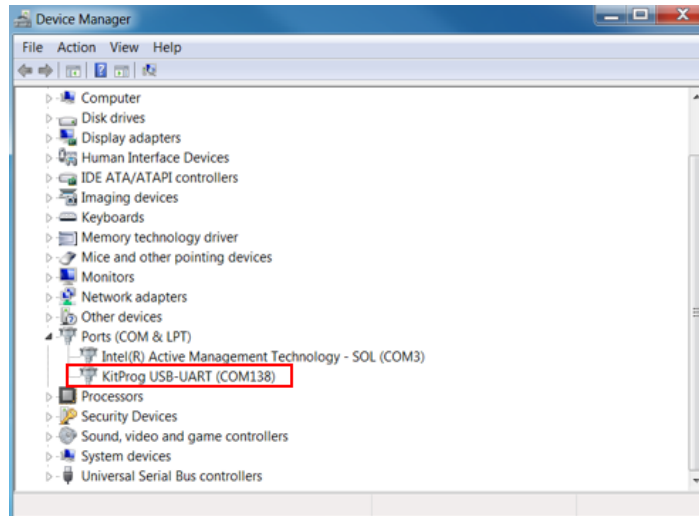 Device Manager
File Action View Help
Computer
Disk drives
Display adapters
Human Interface Devices
IDE ATA/ATAPI controllers
Imaging devices
Keyboards
Memory technology driver
Mice and other pointing devices
Monitors
Network adapters
Other devices
Ports (COM & LPT)
Intel(R) Active Management Technology - SOL (COM3)
KitProg USB-UART (COM138)
Processors
Security Devices
Sound, video and game controllers
System devices
Universal Serial Bus controllers